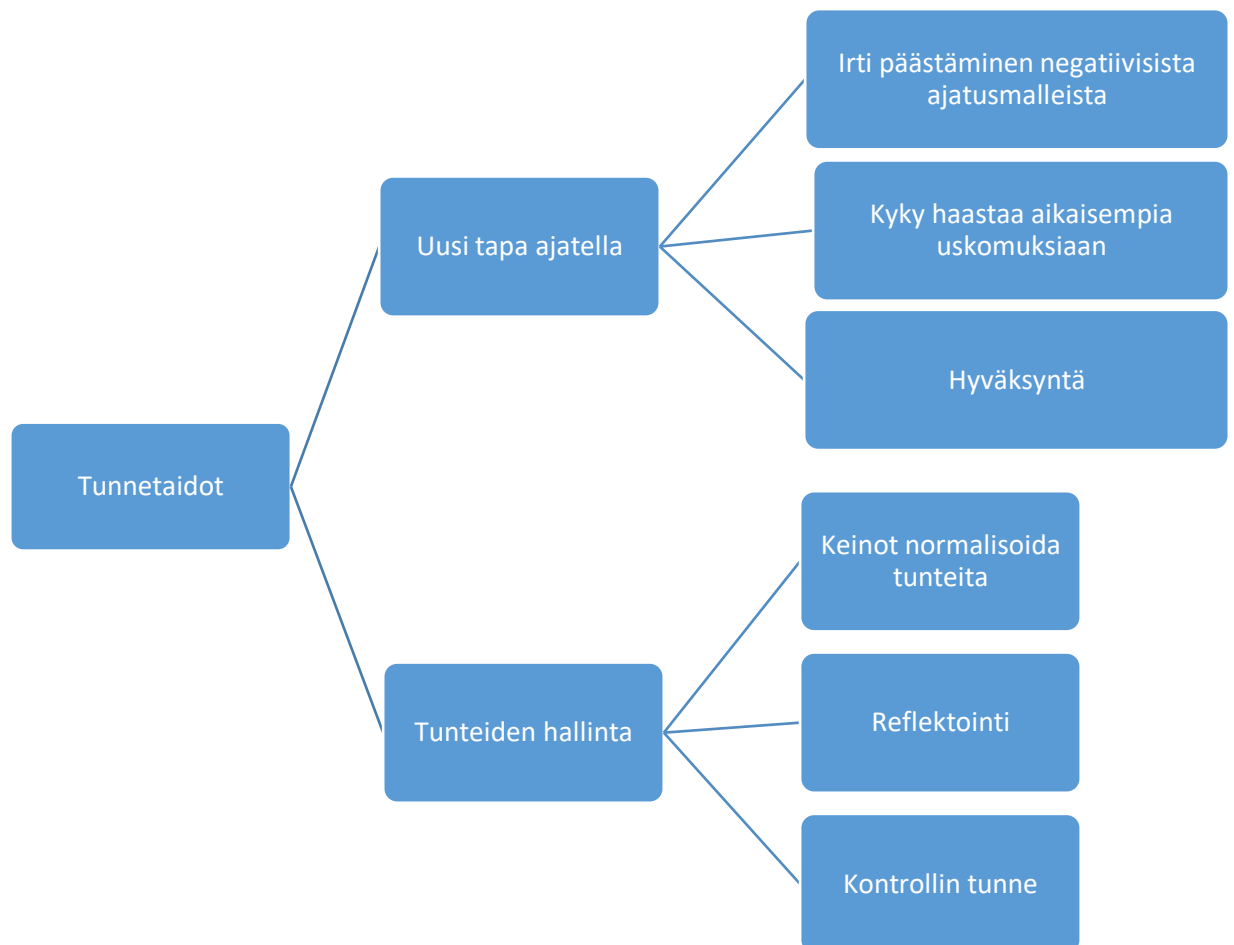 Tunnetaidot
Uusi tapa ajatella
Irti päästäminen negatiivisista
ajatusmalleista
Kyky haastaa aikaisempia
uskomuksiaan
Hyväksyntä
Tunteiden hallinta
Keinot normalisoida
tunteita
Reflektointi
Kontrollin tunne